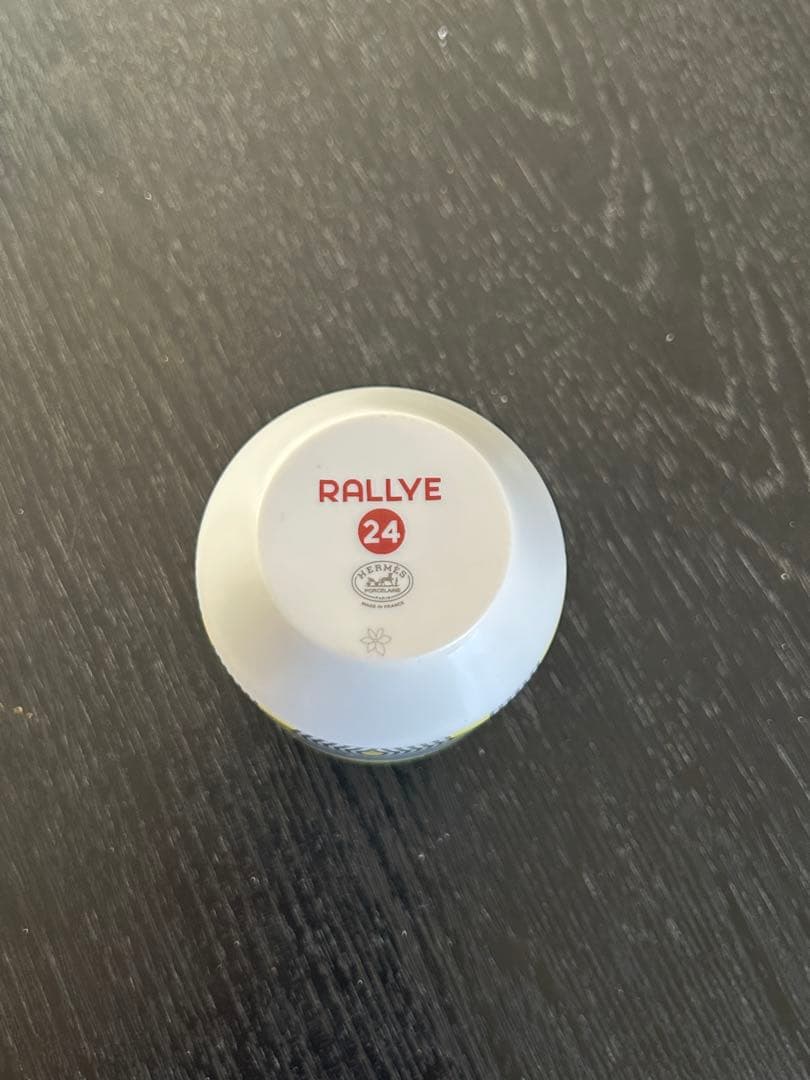 RALLYE
24
HERMÈS
PORCELAINE
PARIS
MADE IN FRANCE